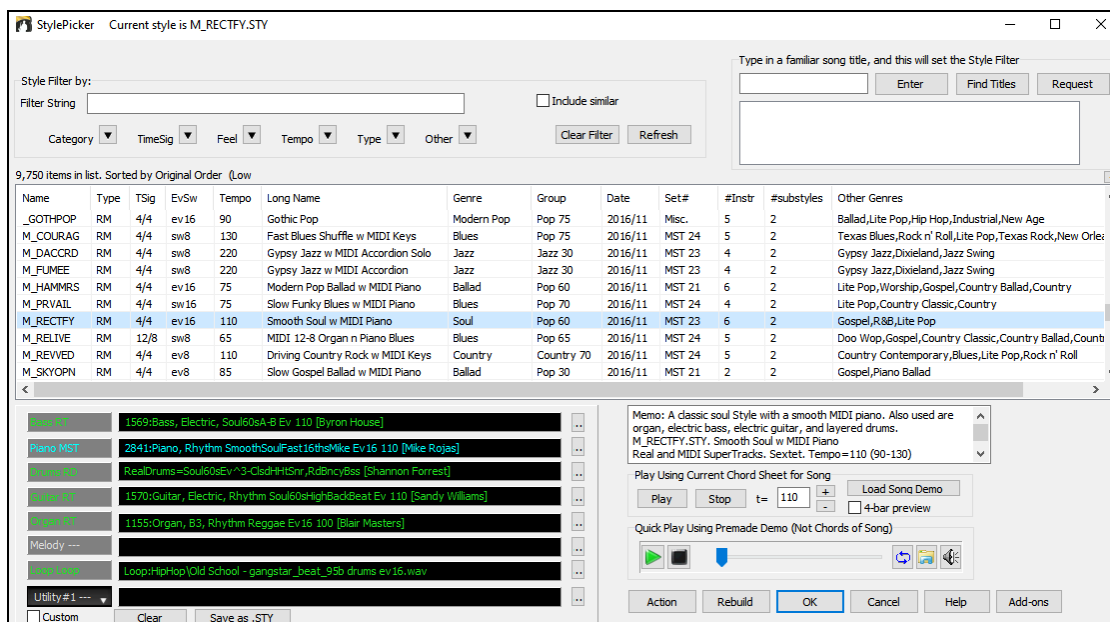 StylePicker Current style is M_RECTFY.STY
Type in a familiar song title, and this will set the Style Filter
Enter Find Titles Request
Style Filter by:
Filter String
Include similar
Category TimeSig Feel Tempo Type Other Clear Filter Refresh
9,750 items in list. Sorted by Original Order (Low
Name Type TSig EvSw Tempo Long Name Genre Group Date Set# #Instr #substyles Other Genres
_GOTHPOP RM 4/4 ev16 90 Gothic Pop Modern Pop Pop 75 2016/11 Misc. 5 2 Ballad,Lite Pop,Hip Hop,Industrial,New Age
M_COURAG RM 4/4 sw8 130 Fast Blues Shuffle w MIDI Keys Blues Pop 75 2016/11 MST 24 5 2 Texas Blues,Rock n' Roll,Lite Pop,Texas Rock,New Orlea
M_DACCRD RM 4/4 sw8 220 Gypsy Jazz w MIDI Accordion Solo Jazz Jazz 30 2016/11 MST 23 4 2 Gypsy Jazz,Dixieland,Jazz Swing
M_FUMEE RM 4/4 sw8 220 Gypsy Jazz w MIDI Accordion Jazz Jazz 30 2016/11 MST 23 4 2 Gypsy Jazz,Dixieland,Jazz Swing
M_HAMMRS RM 4/4 ev16 75 Modern Pop Ballad w MIDI Piano Ballad Pop 60 2016/11 MST 21 6 2 Lite Pop,Worship,Gospel,Country Ballad,Country
M_PRVAIL RM 4/4 sw16 75 Slow Funky Blues w MIDI Piano Blues Pop 70 2016/11 MST 24 4 2 Lite Pop,Country Classic,Country
M_RECTFY RM 4/4 ev16 110 Smooth Soul w MIDI Piano Soul Pop 60 2016/11 MST 23 6 2 Gospel,R&B,Lite Pop
M_RELIVE RM 12/8 sw8 65 MIDI 12-8 Organ n Piano Blues Blues Pop 65 2016/11 MST 24 5 2 Doo Wop,Gospel,Country Classic,Country Ballad,Count
M_REVVED RM 4/4 ev8 110 Driving Country Rock w MIDI Keys Country Country 70 2016/11 MST 24 5 2 Country Contemporary,Blues,Lite Pop,Rock n' Roll
M_SKYOPN RM 4/4 ev8 85 Slow Gospel Ballad w MIDI Piano Ballad Pop 30 2016/11 MST 21 2 2 Gospel,Piano Ballad
Bass RT 1569:Bass, Electric, Soul60sA-B Ev 110 [Byron House] ..
Piano MST 2841:Piano, Rhythm SmoothSoulFast16thsMike Ev16 110 [Mike Rojas] ..
Drums RD RealDrums=Soul60sEv^3-ClsdHHtSnr,RdBncyBss [Shannon Forrest] ..
Guitar RT 1570:Guitar, Electric, Rhythm Soul60sHighBackBeat Ev 110 [Sandy Williams] ..
Organ RT 1155:Organ, B3, Rhythm Reggae Ev16 100 [Blair Masters] ..
Melody --- ..
Loop Loop Loop:HipHop\Old School - gangstar_beat_95b drums ev16.wav ..
Utility#1 --- ..
Custom Clear Save as .STY
Memo: A classic soul Style with a smooth MIDI piano. Also used are
organ, electric bass, electric guitar, and layered drums.
M_RECTFY.STY. Smooth Soul w MIDI Piano
Real and MIDI SuperTracks. Sextet. Tempo=110 (90-130)
Play Using Current Chord Sheet for Song
Play Stop t= 110 + - Load Song Demo
4-bar preview
Quick Play Using Premade Demo (Not Chords of Song)
Action Rebuild OK Cancel Help Add-ons